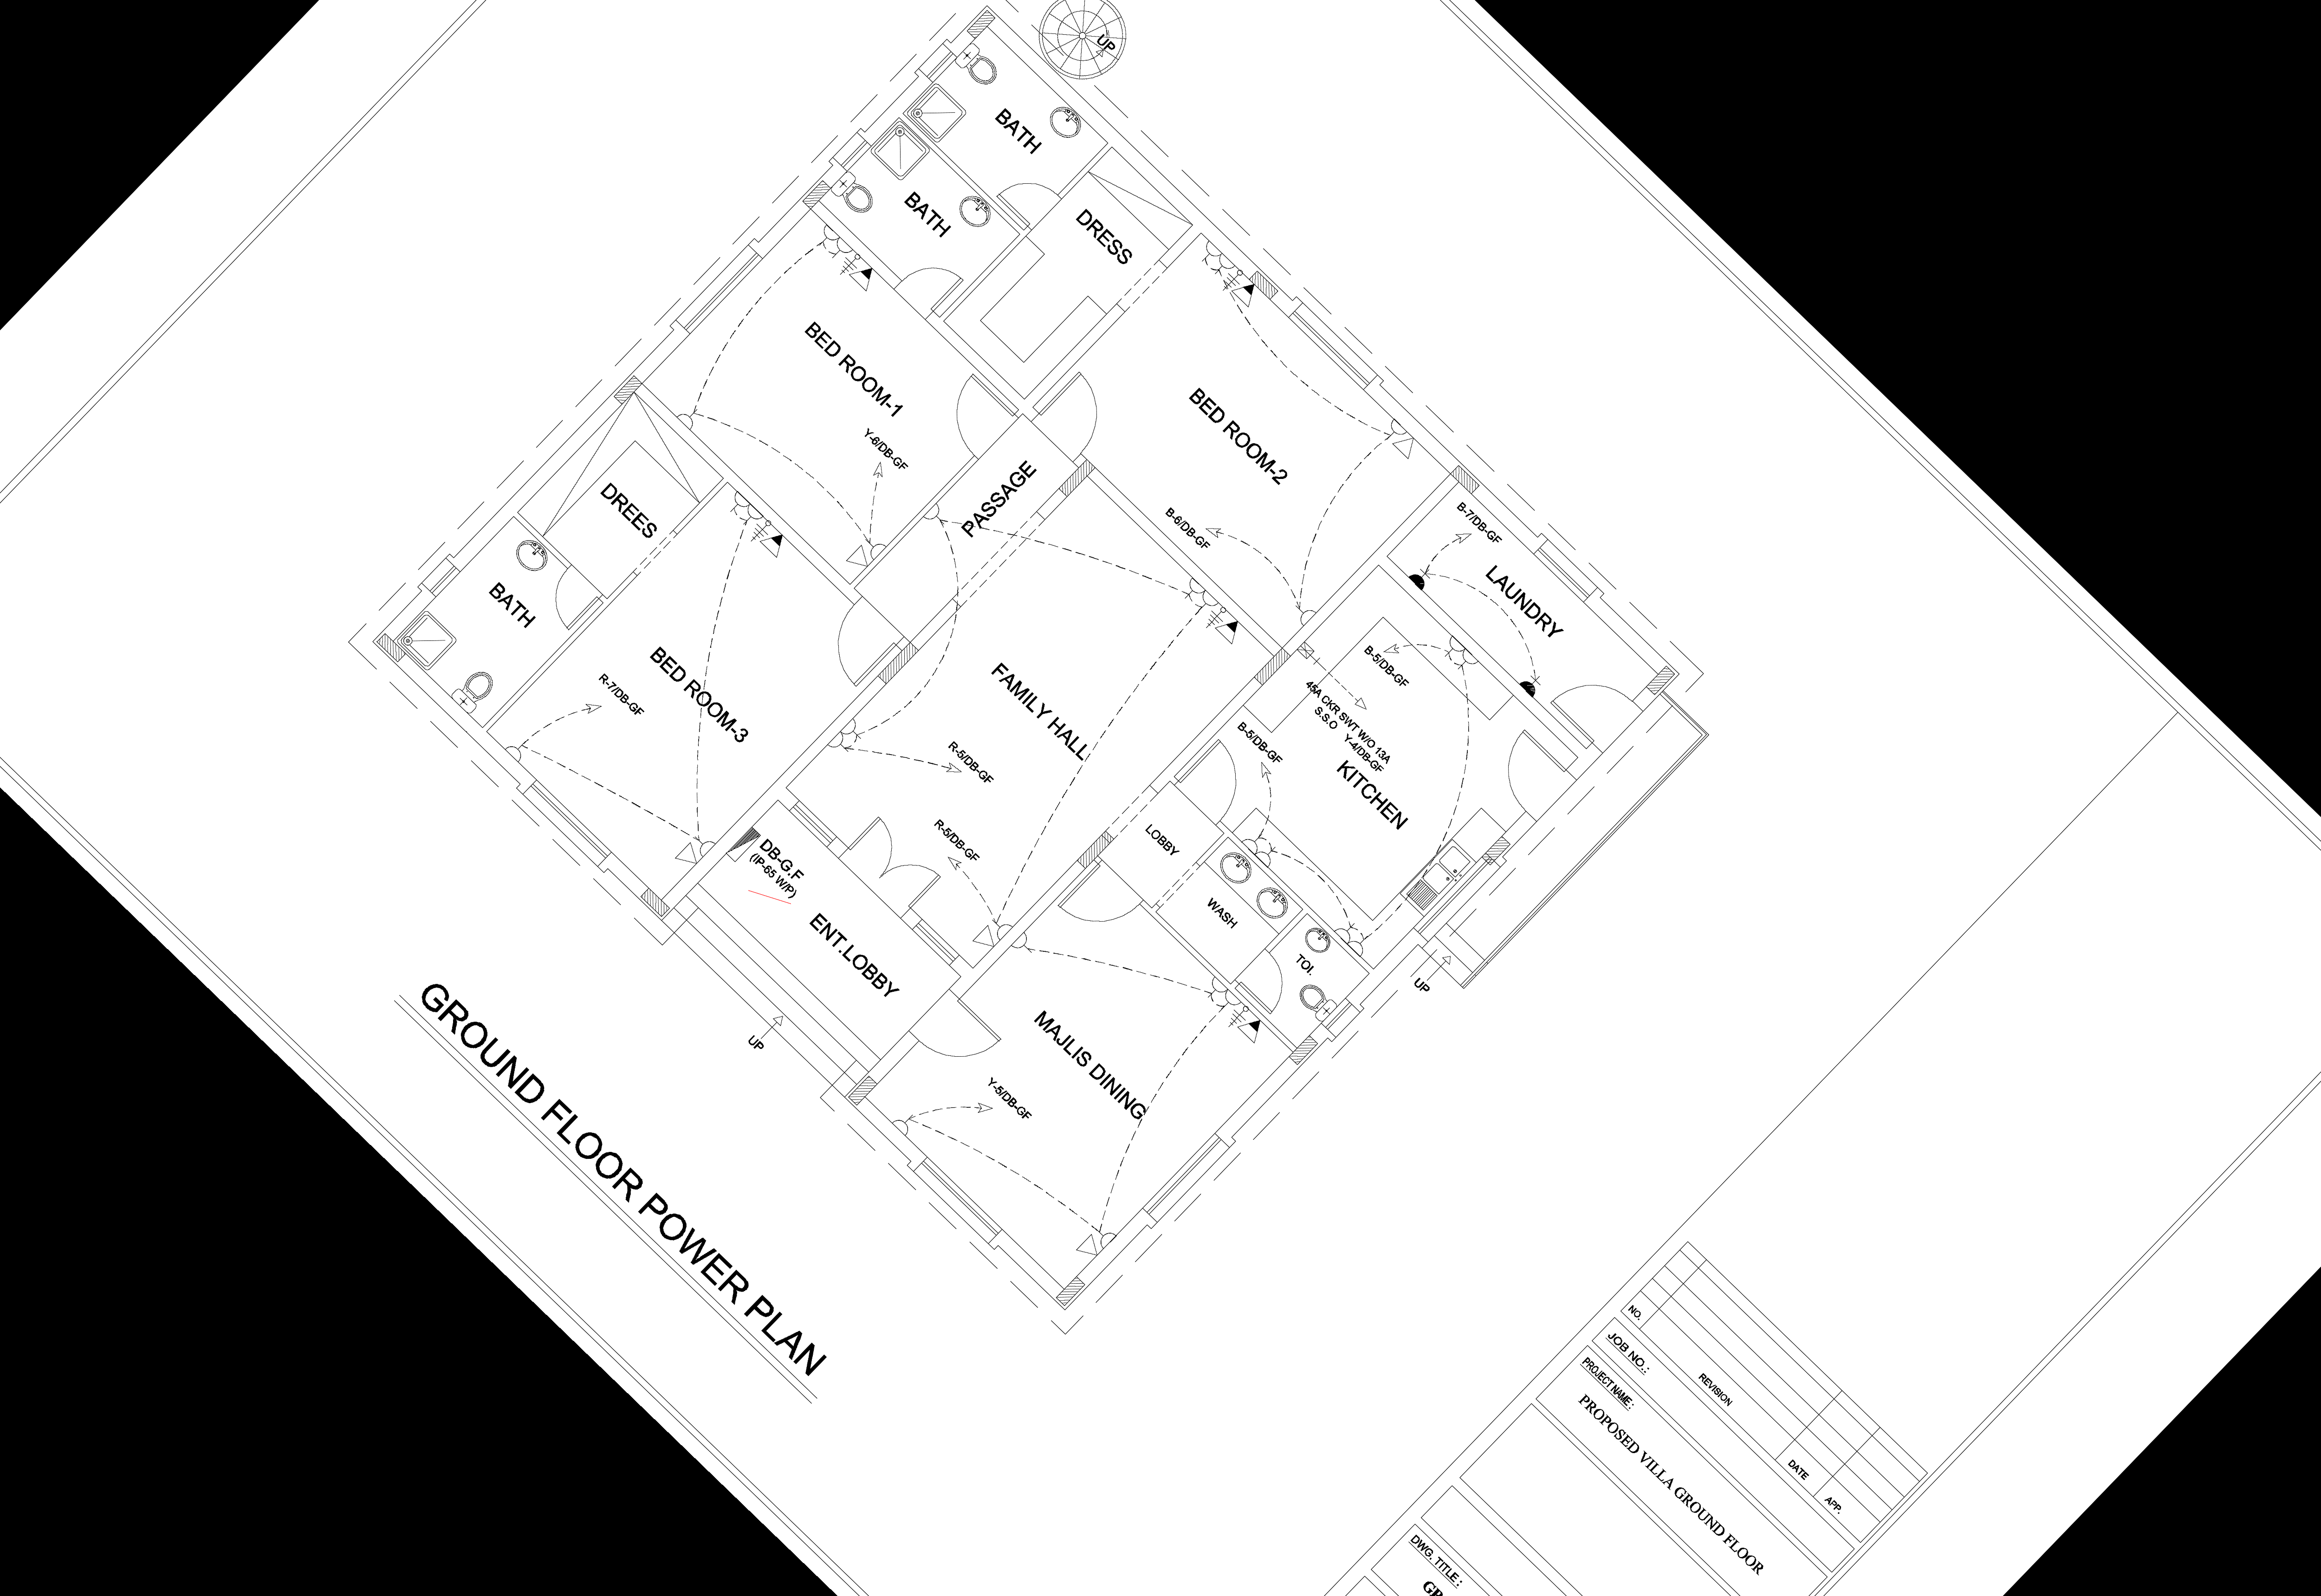 UP
BATH
BATH
DRESS
BED ROOM-1
Y-6/DB-GF
BED ROOM-2
B-6/DB-GF
PASSAGE
B-7/DB-GF
LAUNDRY
DREES
BATH
BED ROOM-3
R-7/DB-GF
FAMILY HALL
R-5/DB-GF
R-5/DB-GF
B-5/DB-GF
45A CKR SWT W/O 13A
S.S.O
Y-4/DB-GF
B-5/DB-GF
KITCHEN
LOBBY
WASH
TOI.
UP
DB-G.F
(IP-65 W/P)
ENT.LOBBY
UP
MAJLIS DINING
Y-5/DB-GF
GROUND FLOOR POWER PLAN
NO.
REVISION
DATE
APP.
JOB NO.:
PROJECT NAME :
PROPOSED VILLA GROUND FLOOR
DWG. TITLE :